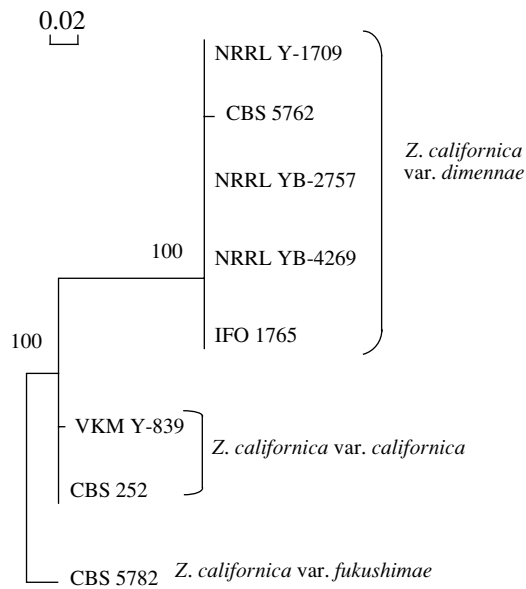 0.02
NRRL Y-1709
CBS 5762
Z. californica
var. dimennae
NRRL YB-2757
100
NRRL YB-4269
IFO 1765
100
VKM Y-839
Z. californica var. californica
CBS 252
CBS 5782
Z. californica var. fukushimae